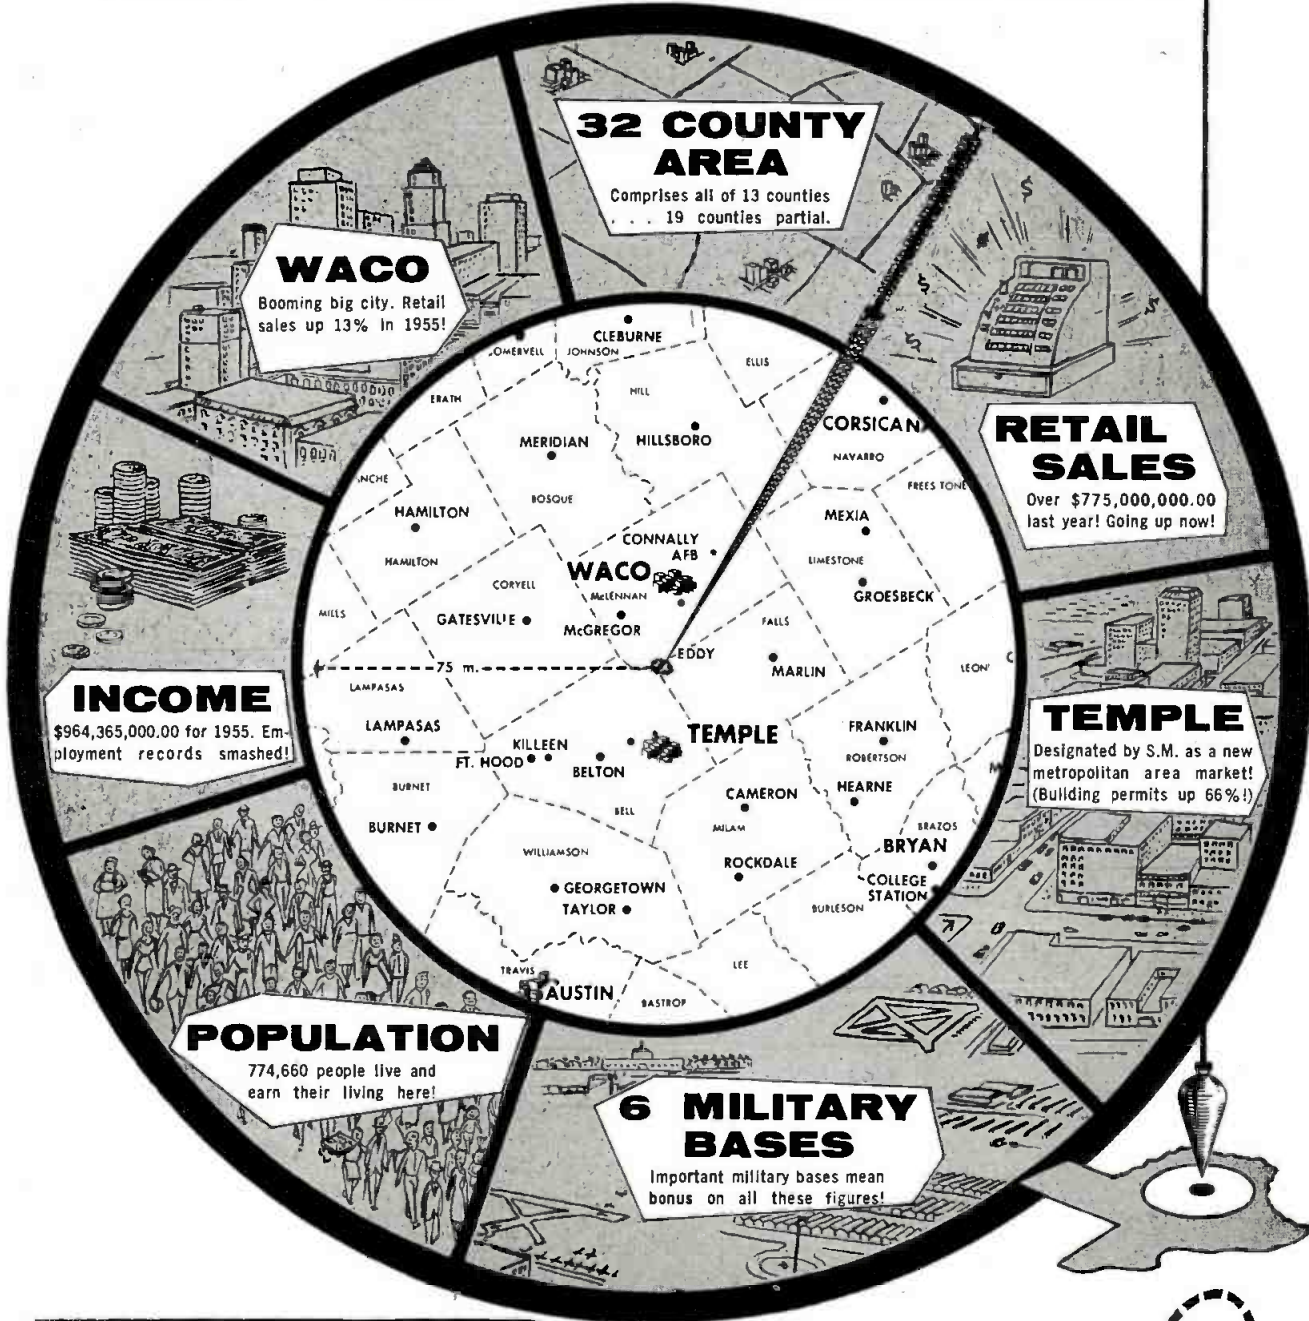 32 COUNTY
AREA
Comprises all of 13 counties
. . . 19 counties partial.
WACO
Booming big city. Retail
sales up 13% in 1955!
RETAIL
SALES
Over $775,000,000.00
last year! Going up now!
INCOME
$964,365,000.00 for 1955. Em-
ployment records smashed!
TEMPLE
Designated by S.M. as a new
metropolitan area market!
(Building permits up 66%!)
POPULATION
774,660 people live and
earn their living here!
6 MILITARY
BASES
Important military bases mean
bonus on all these figures!
CLEBURNE
OMERVELL
JOHNSON
ELLIS
ERATH
HILL
CORSICAN
MERIDIAN
HILLSBORO
NAVARRO
NCHE
BOSQUE
FREESTONE
HAMILTON
MEXIA
CONNALLY
AFB
HAMILTON
LIMESTONE
WACO
CORYELL
McLENNAN
GROESBECK
MILLS
GATESVILLE
McGREGOR
FALLS
EDDY
75 m.
MARLIN
LEON
LAMPASAS
LAMPASAS
FRANKLIN
TEMPLE
KILLEEN
FT. HOOD
BELTON
ROBERTSON
M
BURNET
CAMERON
HEARNE
BELL
BURNET
MILAM
BRAZOS
WILLIAMSON
BRYAN
ROCKDALE
GEORGETOWN
COLLEGE
STATION
TAYLOR
BURLESON
TRAVIS
LEE
AUSTIN
BASTROP